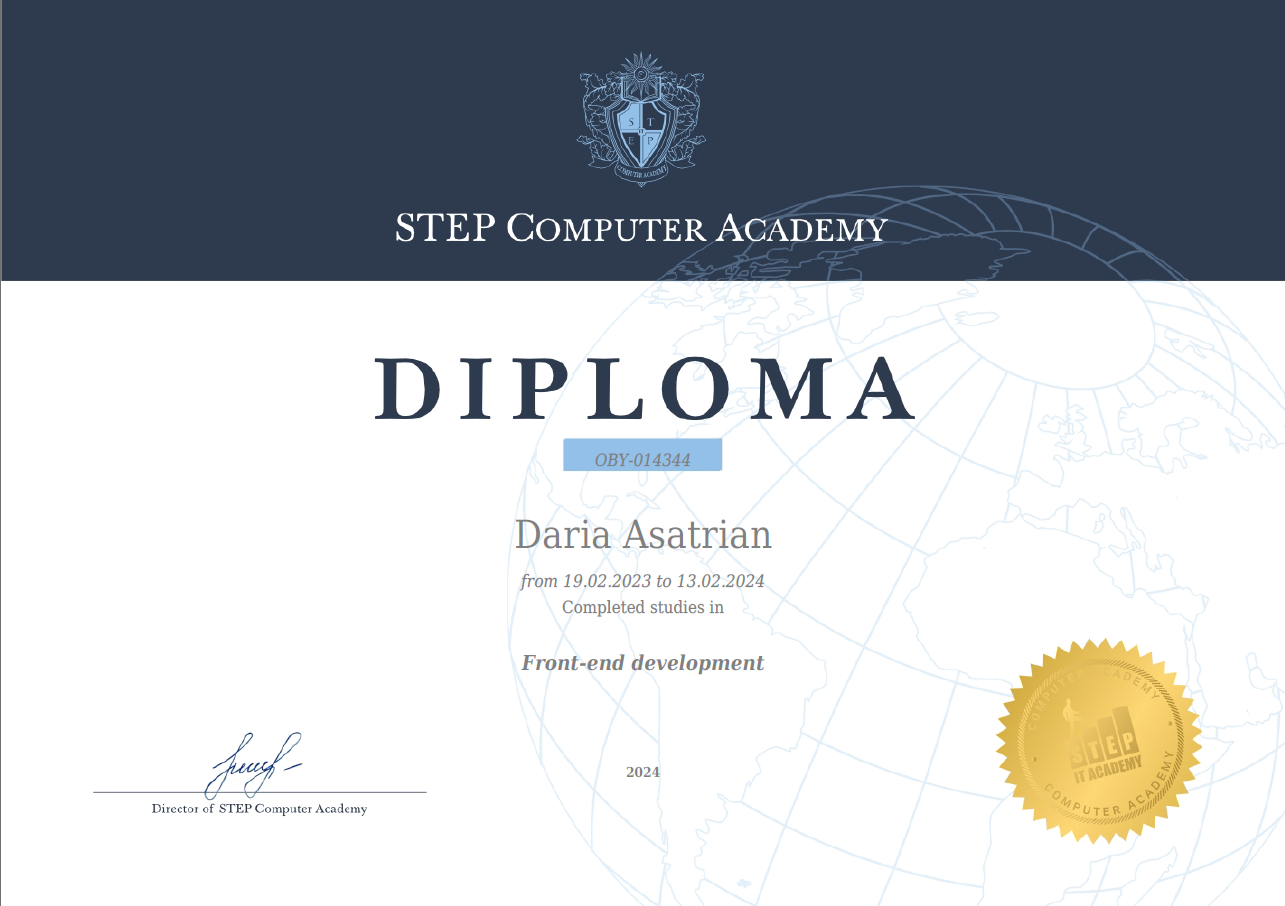 S T
E P
COMPUTER ACADEMY
STEP COMPUTER ACADEMY
DIPLOMA
OBY-014344
Daria Asatrian
from 19.02.2023 to 13.02.2024
Completed studies in
Front-end development
2024
Director of STEP Computer Academy
COMPUTER ACADEMY
STEP
IT ACADEMY
COMPUTER ACADEMY